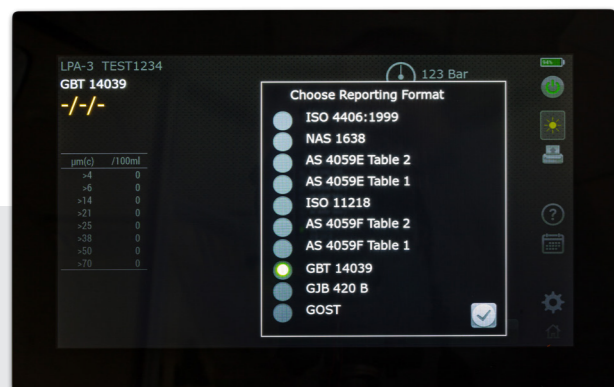 LPA-3 TEST1234
GBT 14039
-/-/-
123 Bar
μm(c) /100ml
>4 0
>6 0
>14 0
>21 0
>25 0
>38 0
>50 0
>70 0
Choose Reporting Format
ISO 4406:1999
NAS 1638
AS 4059E Table 2
AS 4059E Table 1
ISO 11218
AS 4059F Table 2
AS 4059F Table 1
GBT 14039
GJB 420 B
GOST